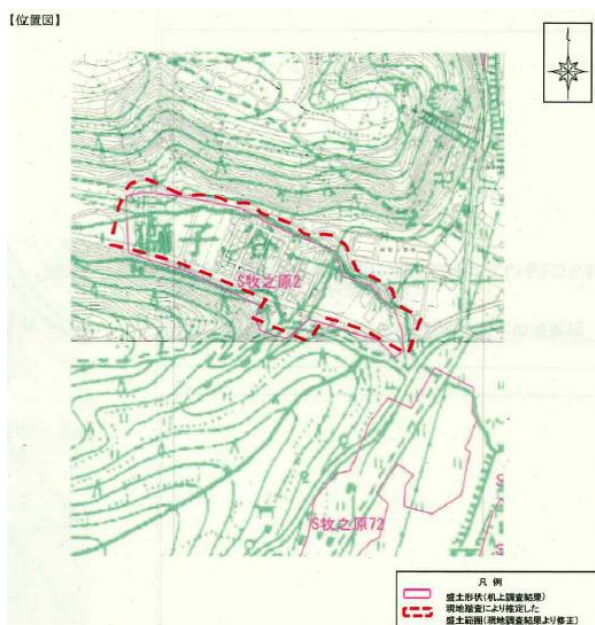 【位置図】
獅子谷
S牧之原2
S牧之原72
凡例
盛土形状(机上調査結果)
現地踏査により推定した
盛土範囲(現地踏査結果より修正)